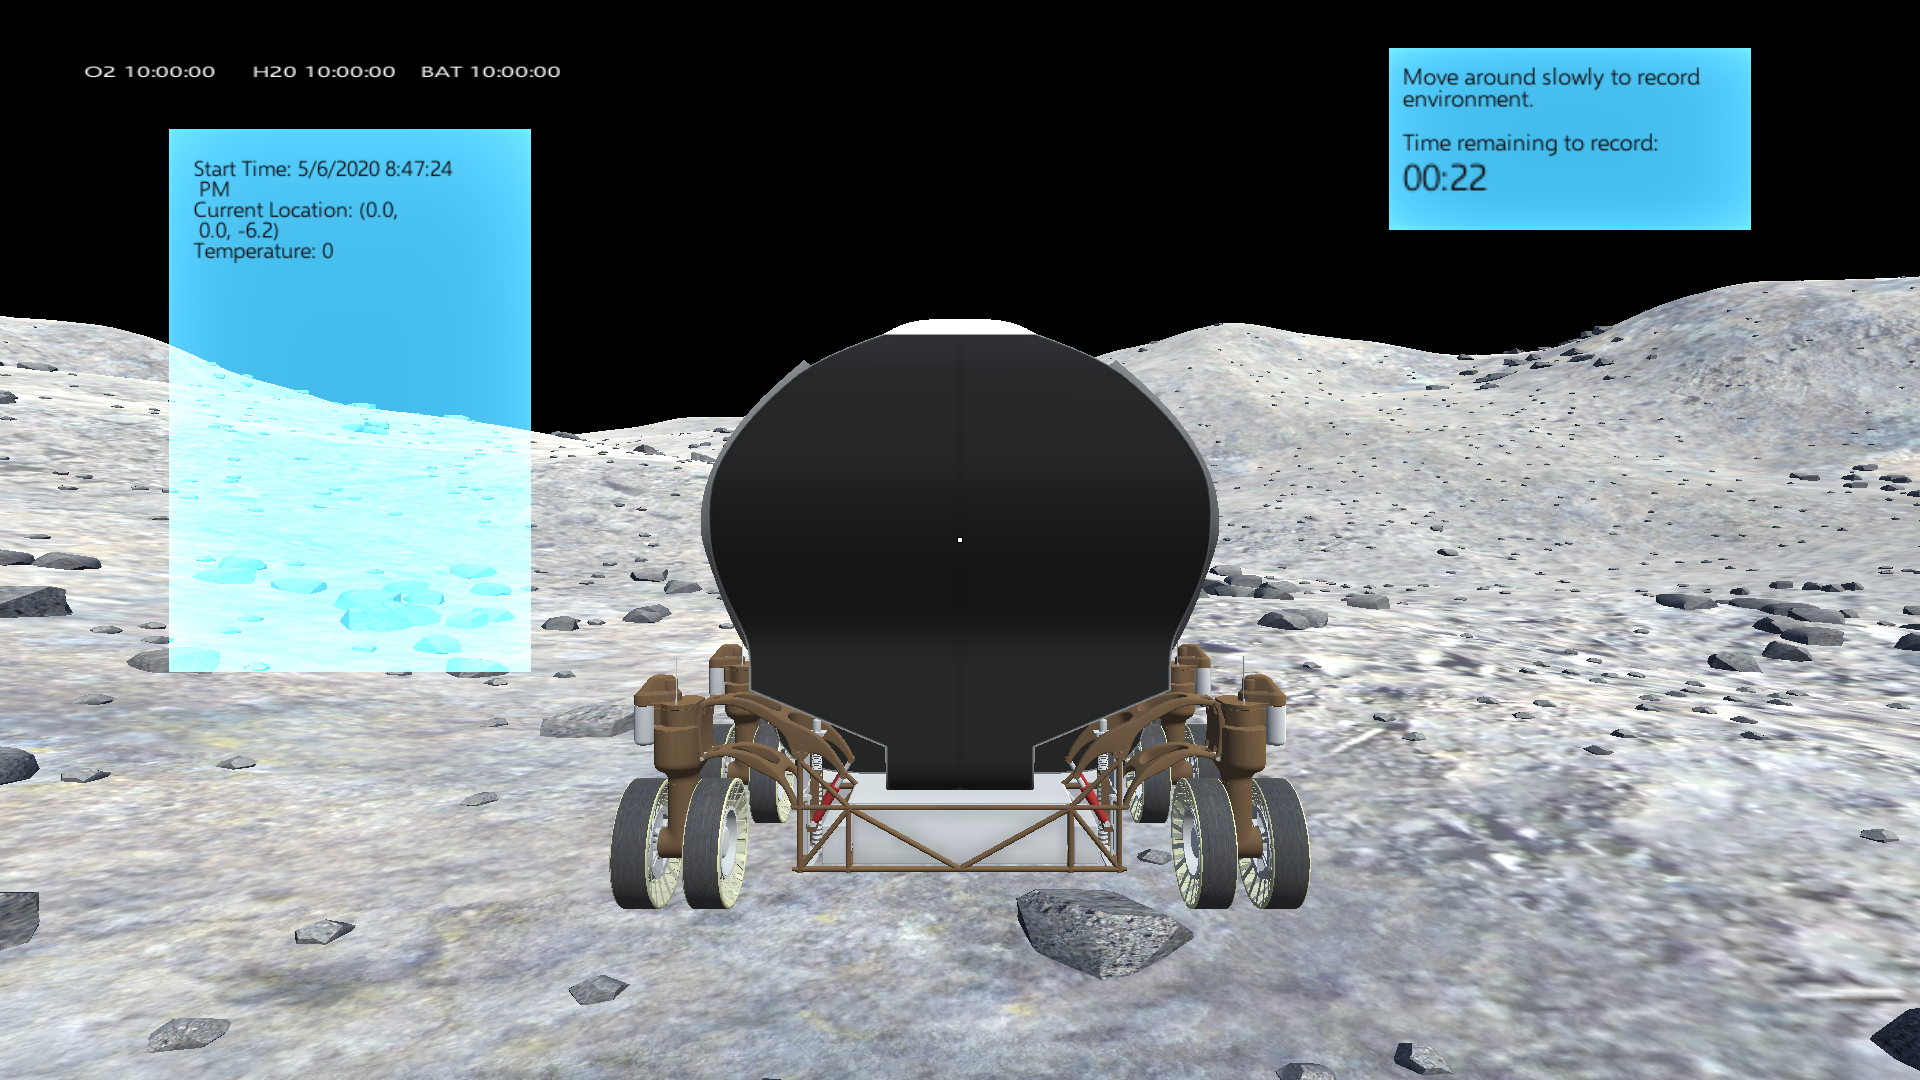 O2 10:00:00 H20 10:00:00 BAT 10:00:00
Move around slowly to record
environment.
Time remaining to record:
00:22
Start Time: 5/6/2020 8:47:24
PM
Current Location: (0.0,
0.0, -6.2)
Temperature: 0